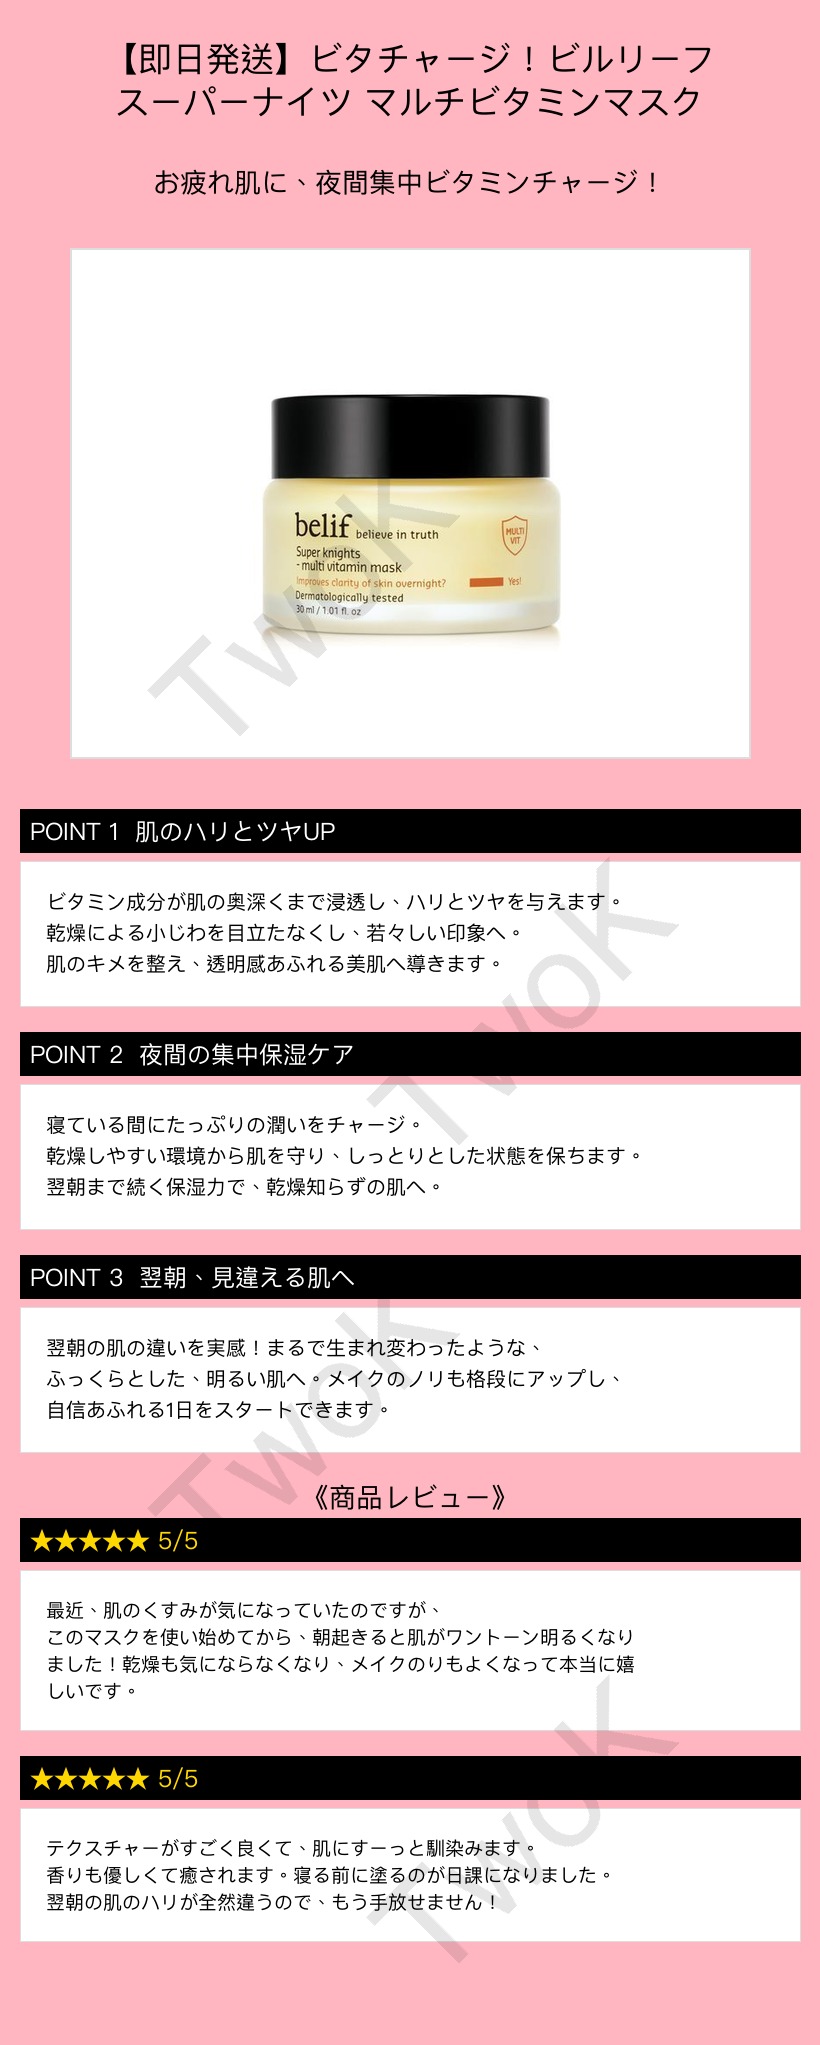 【即日発送】ビタチャージ！ビルリーフ
スーパーナイツ マルチビタミンマスク
お疲れ肌に、夜間集中ビタミンチャージ！
belif believe in truth
MULTI
VIT
Super knights
- multi vitamin mask
Improves clarity of skin overnight? Yes!
Dermatologically tested
30 ml / 1.01 fl. oz
TwoK
POINT 1 肌のハリとツヤUP
ビタミン成分が肌の奥深くまで浸透し、ハリとツヤを与えます。
乾燥による小じわを目立たなくし、若々しい印象へ。
肌のキメを整え、透明感あふれる美肌へ導きます。
TwoK
POINT 2 夜間の集中保湿ケア
寝ている間にたっぷりの潤いをチャージ。
乾燥しやすい環境から肌を守り、しっとりとした状態を保ちます。
翌朝まで続く保湿力で、乾燥知らずの肌へ。
POINT 3 翌朝、見違える肌へ
翌朝の肌の違いを実感！まるで生まれ変わったような、
ふっくらとした、明るい肌へ。メイクのノリも格段にアップし、
自信あふれる1日をスタートできます。
TwoK
《商品レビュー》
★★★★★ 5/5
最近、肌のくすみが気になっていたのですが、
このマスクを使い始めてから、朝起きると肌がワントーン明るくなり
ました！乾燥も気にならなくなり、メイクのりもよくなって本当に嬉
しいです。
★★★★★ 5/5
テクスチャーがすごく良くて、肌にすーっと馴染みます。
香りも優しくて癒されます。寝る前に塗るのが日課になりました。
翌朝の肌のハリが全然違うので、もう手放せません！
TwoK